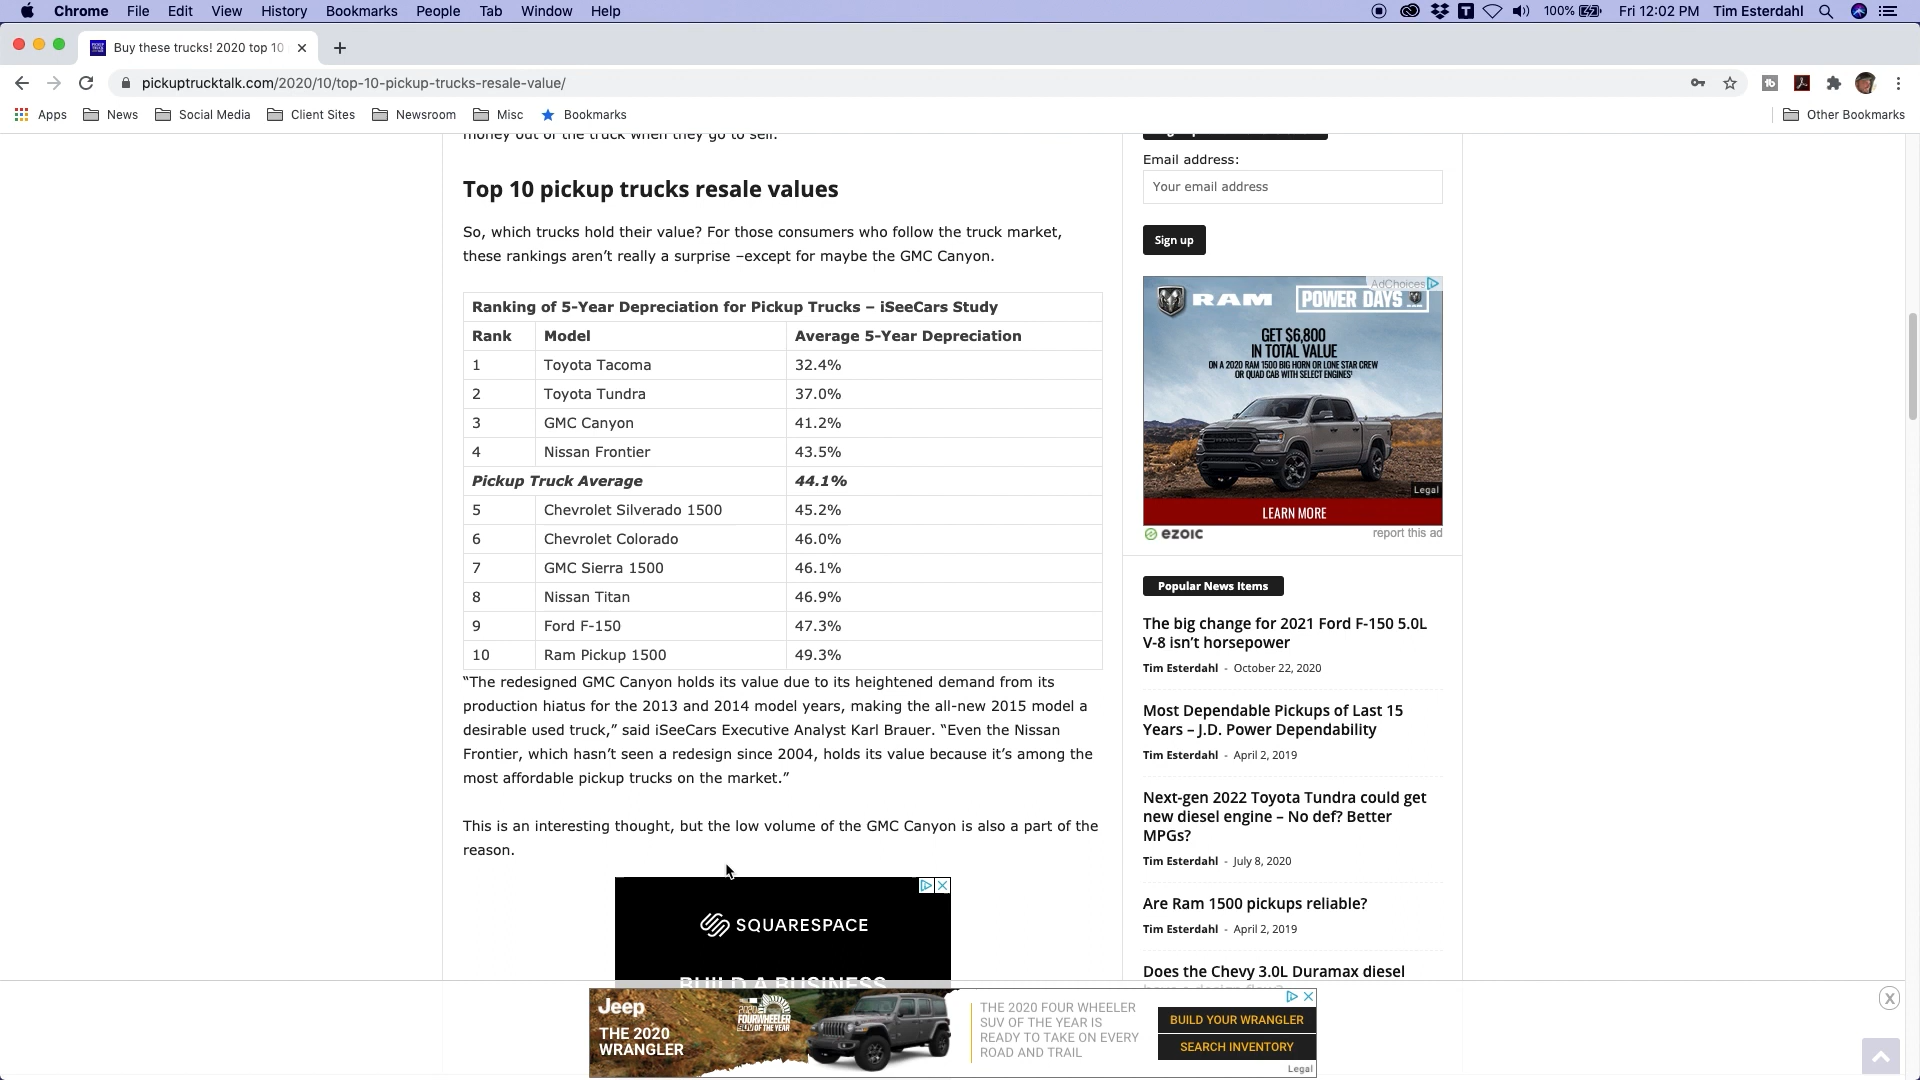 Chrome File Edit View History Bookmarks People Tab Window Help
100% Fri 12:02 PM Tim Esterdahl
Buy these trucks! 2020 top 10
pickuptrucktalk.com/2020/10/top-10-pickup-trucks-resale-value/
Apps News Social Media Client Sites Newsroom Misc Bookmarks Other Bookmarks
money out of the truck when they go to sell.
Top 10 pickup trucks resale values
So, which trucks hold their value? For those consumers who follow the truck market,
these rankings aren’t really a surprise –except for maybe the GMC Canyon.
Ranking of 5-Year Depreciation for Pickup Trucks – iSeeCars Study
Rank Model Average 5-Year Depreciation
1 Toyota Tacoma 32.4%
2 Toyota Tundra 37.0%
3 GMC Canyon 41.2%
4 Nissan Frontier 43.5%
Pickup Truck Average 44.1%
5 Chevrolet Silverado 1500 45.2%
6 Chevrolet Colorado 46.0%
7 GMC Sierra 1500 46.1%
8 Nissan Titan 46.9%
9 Ford F-150 47.3%
10 Ram Pickup 1500 49.3%
“The redesigned GMC Canyon holds its value due to its heightened demand from its
production hiatus for the 2013 and 2014 model years, making the all-new 2015 model a
desirable used truck,” said iSeeCars Executive Analyst Karl Brauer. “Even the Nissan
Frontier, which hasn’t seen a redesign since 2004, holds its value because it’s among the
most affordable pickup trucks on the market.”
This is an interesting thought, but the low volume of the GMC Canyon is also a part of the
reason.
SQUARESPACE
BUILD A BUSINESS
Email address:
Your email address
Sign up
AdChoices
RAM POWER DAYS
GET $6,800
IN TOTAL VALUE
ON A 2020 RAM 1500 BIG HORN OR LONE STAR CREW
OR QUAD CAB WITH SELECT ENGINES
Legal
LEARN MORE
ezoic report this ad
Popular News Items
The big change for 2021 Ford F-150 5.0L
V-8 isn’t horsepower
Tim Esterdahl - October 22, 2020
Most Dependable Pickups of Last 15
Years – J.D. Power Dependability
Tim Esterdahl - April 2, 2019
Next-gen 2022 Toyota Tundra could get
new diesel engine – No def? Better
MPGs?
Tim Esterdahl - July 8, 2020
Are Ram 1500 pickups reliable?
Tim Esterdahl - April 2, 2019
Does the Chevy 3.0L Duramax diesel
Jeep
THE 2020
WRANGLER
2020
FOURWHEELER
SUV OF THE YEAR
THE 2020 FOUR WHEELER
SUV OF THE YEAR IS
READY TO TAKE ON EVERY
ROAD AND TRAIL
BUILD YOUR WRANGLER
SEARCH INVENTORY
Legal